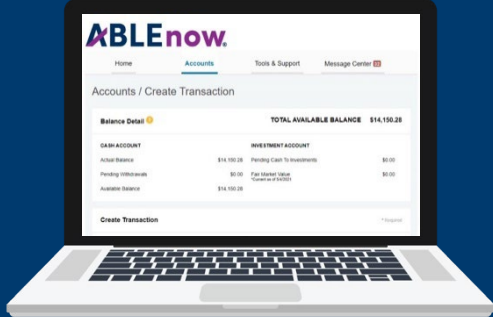 ABLEnow
Home Accounts Tools & Support Message Center
Accounts / Create Transaction
Balance Detail TOTAL AVAILABLE BALANCE $14,150.28
CASH ACCOUNT INVESTMENT ACCOUNT
Actual Balance $14,150.28 Pending Cash To Investments $0.00
Pending Withdrawals $0.00 Fair Market Value $0.00
Available Balance $14,150.28
Create Transaction * Required